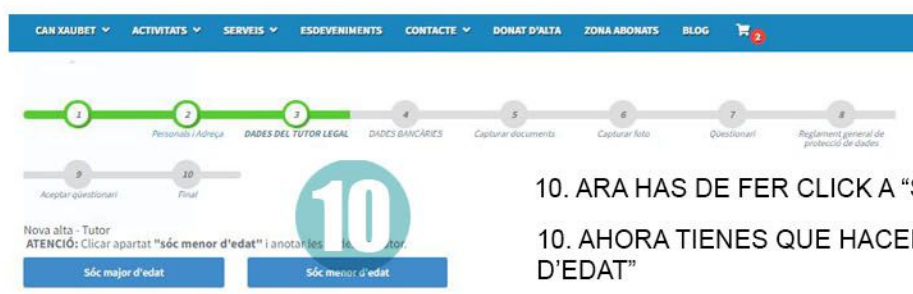 CAN XAUBET ACTIVITATS SERVEIS ESDEVENIMENTS CONTACTE DONAT D'ALTA ZONA ABONATS BLOG 2
1 2 3 4 5 6 7 8
Personals i Adreça DADES DEL TUTOR LEGAL DADES BANCÀRIES Capturar documents Capturar foto Qüestionari Reglament general de
protecció de dades
9 10
Aceptar qüestionari Final
10
10. ARA HAS DE FER CLICK A “S
10. AHORA TIENES QUE HACE
D’EDAT”
Nova alta - Tutor
ATENCIÓ: Clicar apartat "sóc menor d'edat" i anotar les tutor.
Sóc major d'edat Sóc menor d'edat